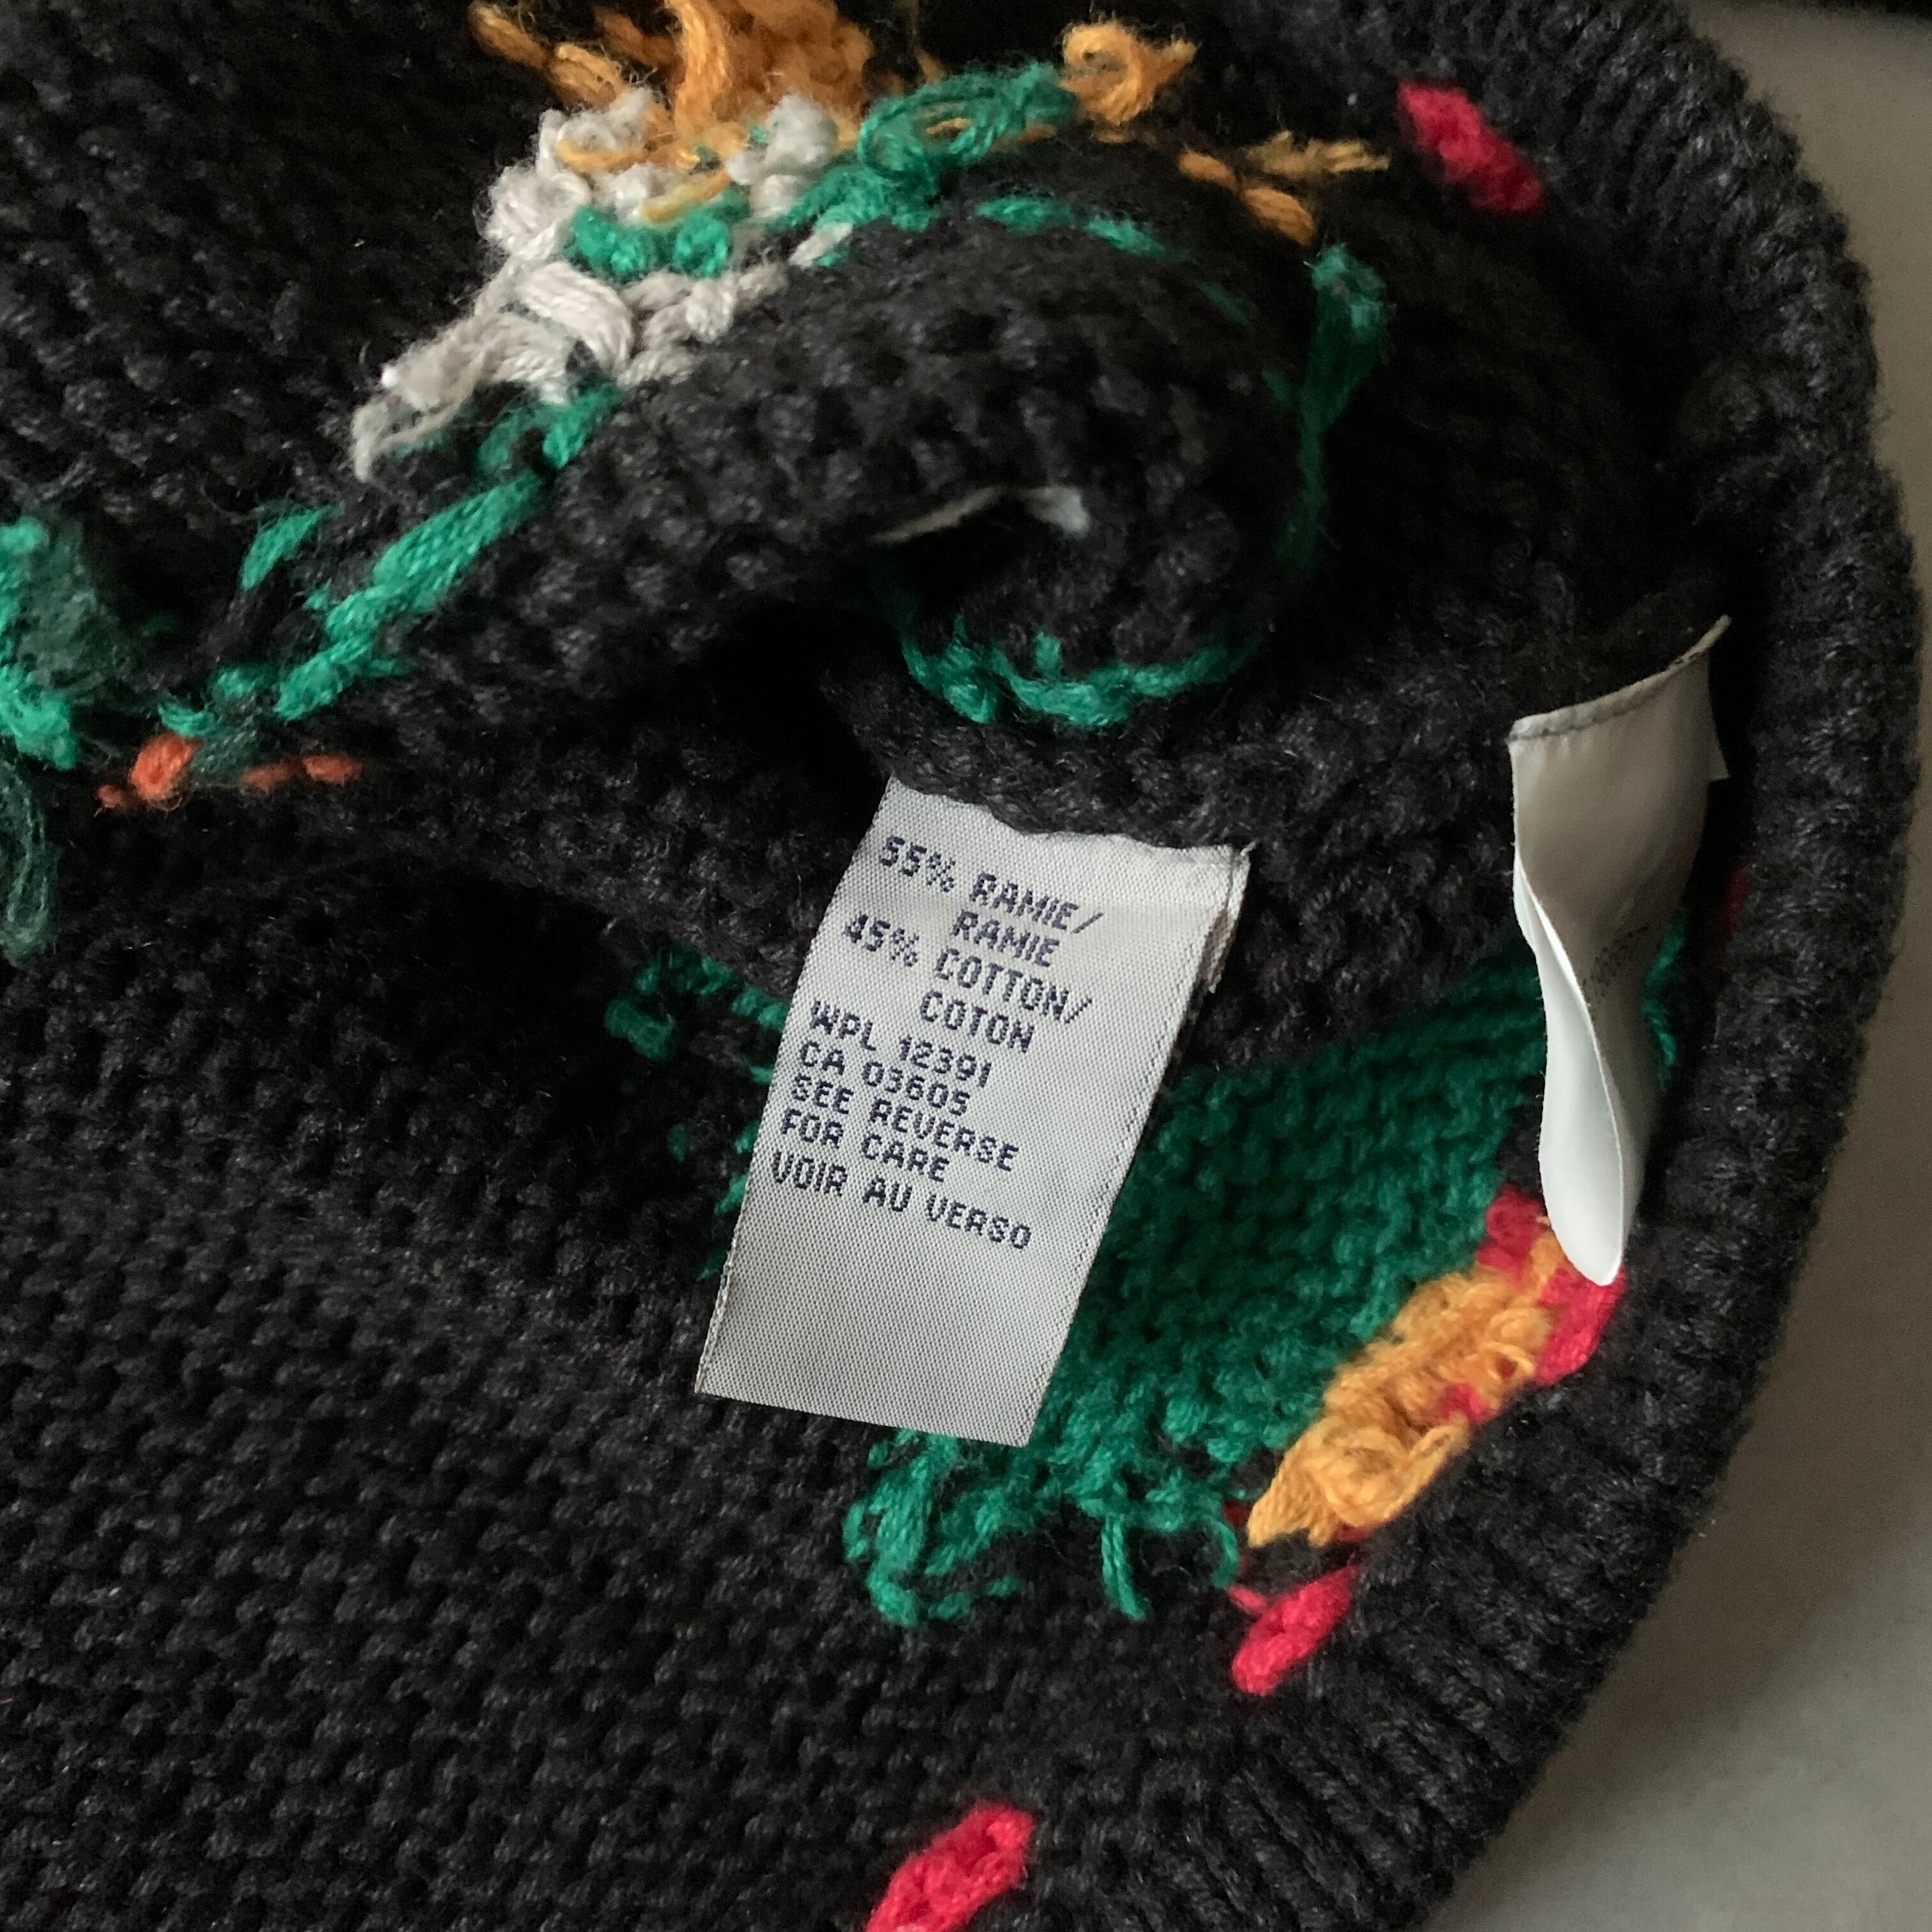 55% RAMIE/
RAMIE
45% COTTON/
COTON
WPL 12391
CA 03605
SEE REVERSE
FOR CARE
VOIR AU VERSO